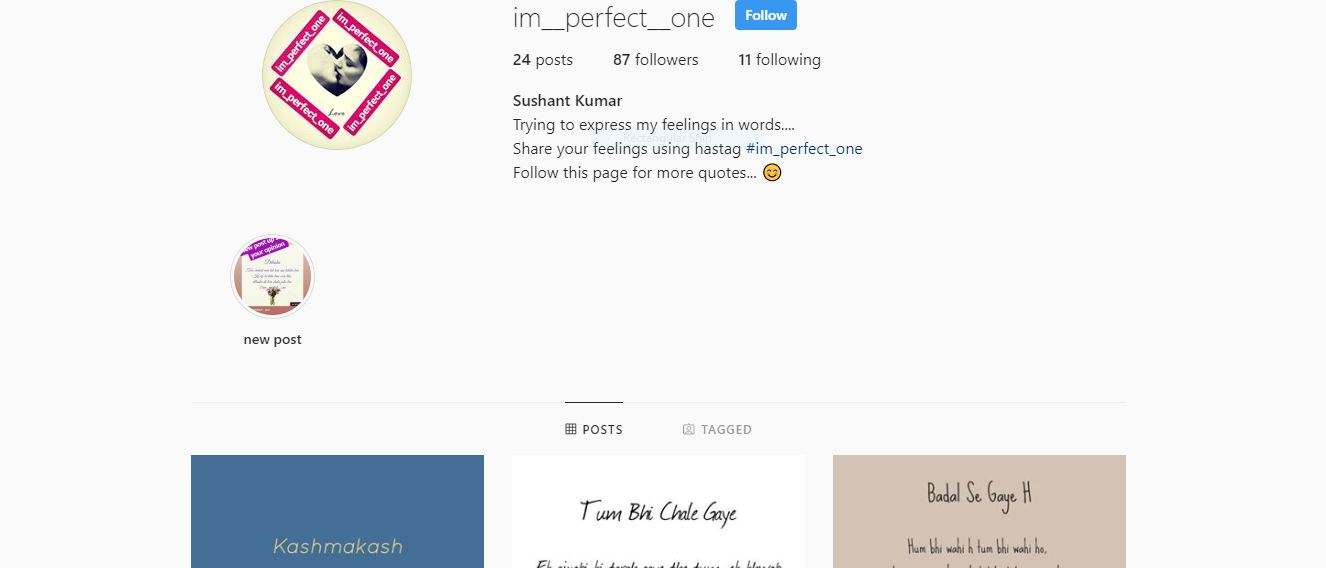 im_perfect_one
im_perfect_one
im_perfect_one
im_perfect_one
Love
im__perfect__one
Follow
24 posts 87 followers 11 following
Sushant Kumar
Trying to express my feelings in words....
Rectangular Snip
Share your feelings using hastag #im_perfect_one
Follow this page for more quotes... 😊
new post up
your opinion
Dilasha
new post
POSTS TAGGED
Kashmakash
Tum Bhi Chale Gaye
Badal Se Gaye H
Hum bhi wahi h tum bhi wahi ho,